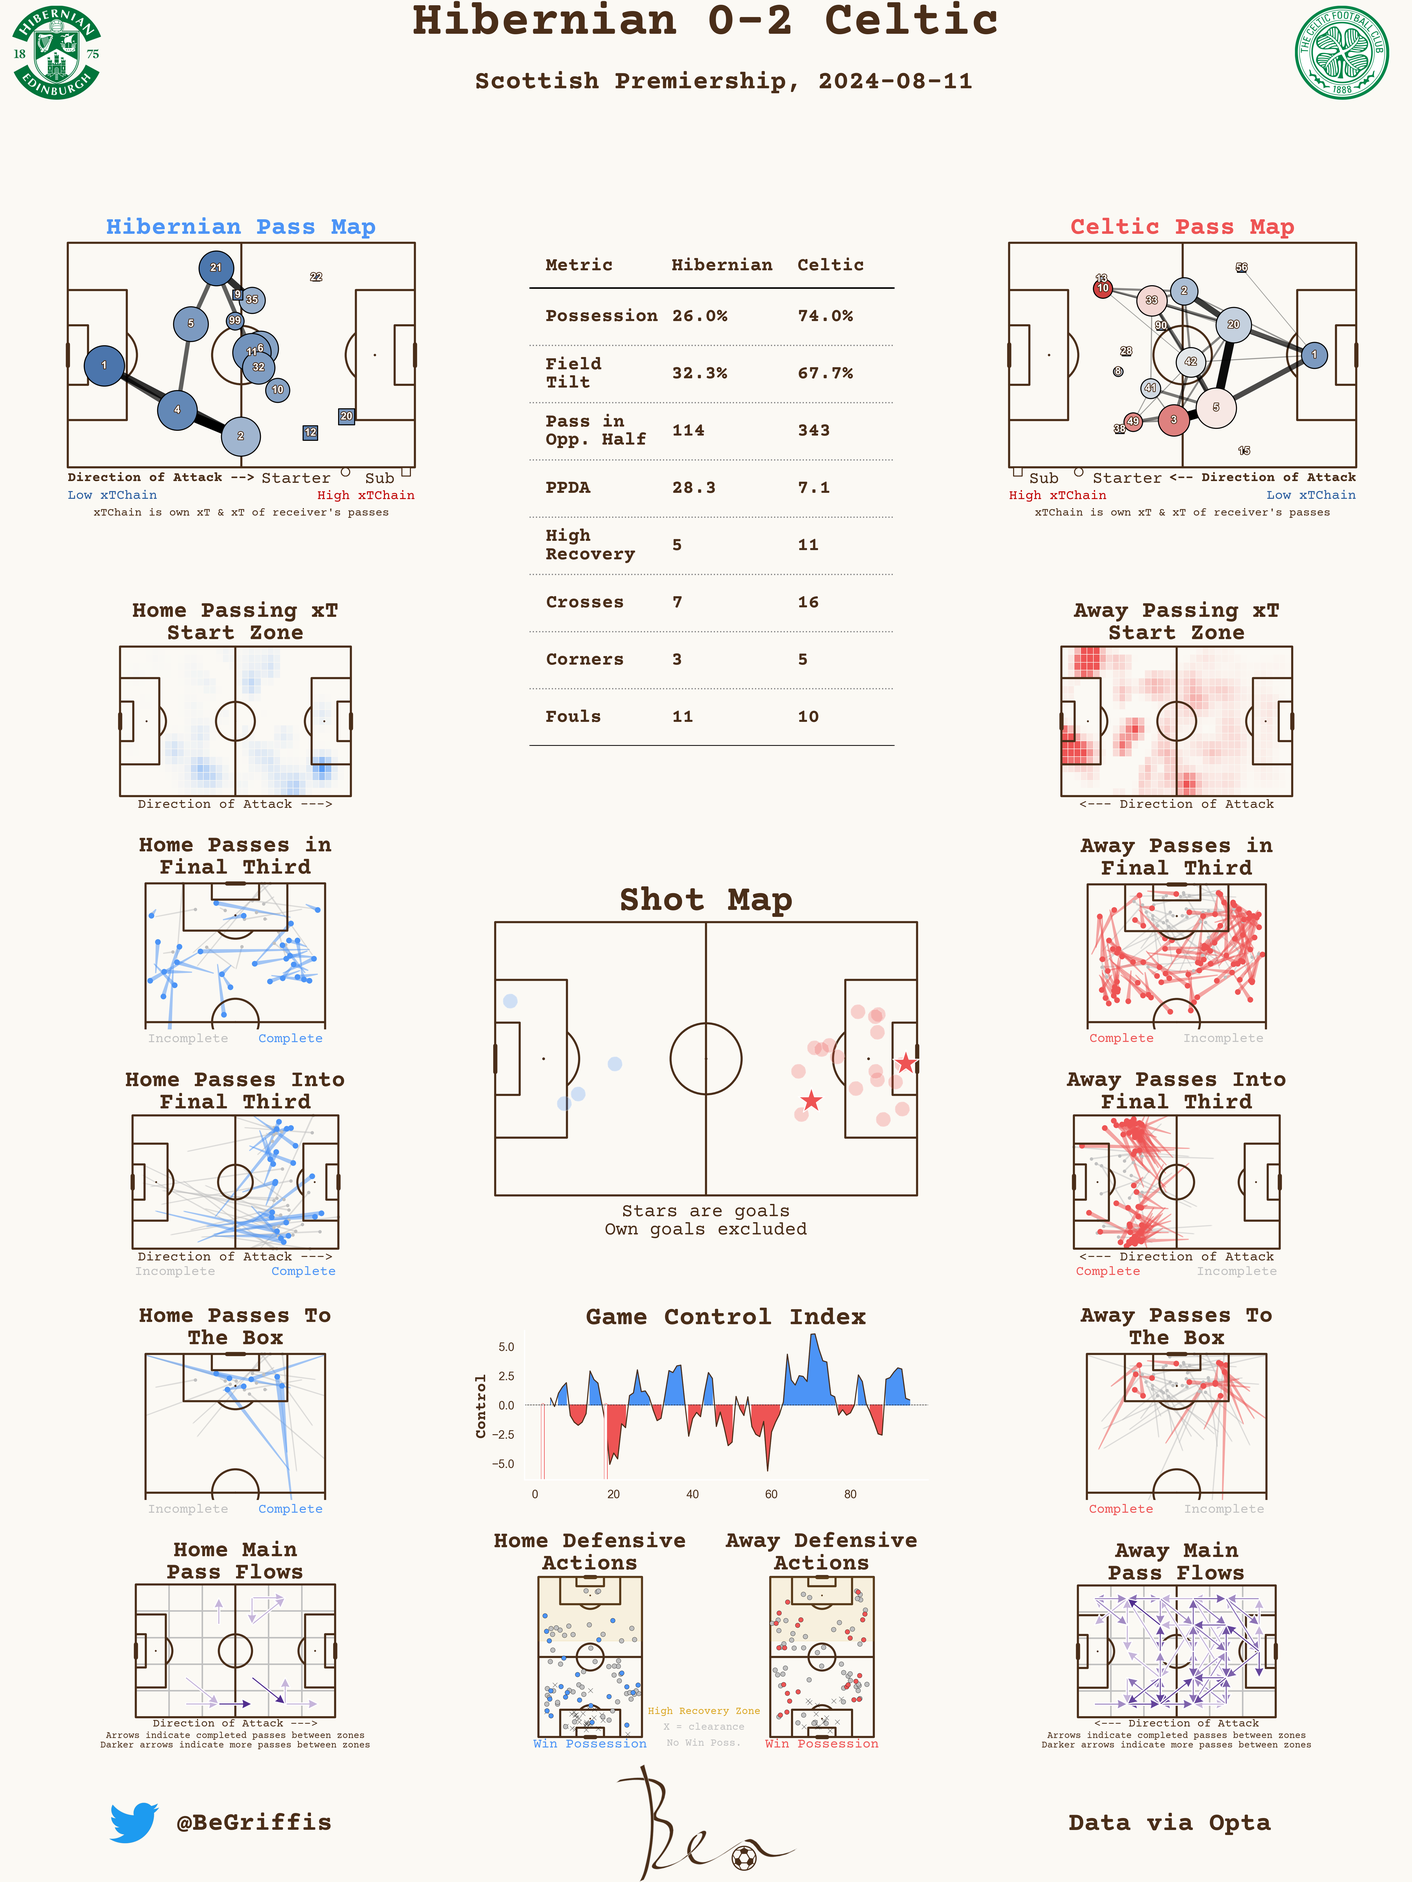 Hibernian 0-2 Celtic
Scottish Premiership, 2024-08-11
HIBERNIAN
18 75
EDINBURGH
THE CELTIC FOOTBALL CLUB
1888
Hibernian Pass Map
21
22
9
35
99
5
11
6
32
1
10
4
20
12
2
Direction of Attack --> Starter Sub
Low xTChain High xTChain
xTChain is own xT & xT of receiver's passes
Metric Hibernian Celtic
Possession 26.0% 74.0%
Field
Tilt 32.3% 67.7%
Pass in
Opp. Half 114 343
PPDA 28.3 7.1
High
Recovery 5 11
Crosses 7 16
Corners 3 5
Fouls 11 10
Celtic Pass Map
56
13
10
2
33
90
20
28
1
42
8
41
5
49
3
38
15
Sub Starter <-- Direction of Attack
High xTChain Low xTChain
xTChain is own xT & xT of receiver's passes
Home Passing xT
Start Zone
Direction of Attack --->
Away Passing xT
Start Zone
<--- Direction of Attack
Home Passes in
Final Third
Incomplete Complete
Shot Map
Stars are goals
Own goals excluded
Away Passes in
Final Third
Complete Incomplete
Home Passes Into
Final Third
Direction of Attack --->
Incomplete Complete
Away Passes Into
Final Third
<--- Direction of Attack
Complete Incomplete
Home Passes To
The Box
Incomplete Complete
Game Control Index
Control
5.0
2.5
0.0
−2.5
−5.0
0 20 40 60 80
Away Passes To
The Box
Complete Incomplete
Home Main
Pass Flows
Direction of Attack --->
Arrows indicate completed passes between zones
Darker arrows indicate more passes between zones
Home Defensive
Actions
Win Possession
High Recovery Zone
X = clearance
No Win Poss.
Away Defensive
Actions
Win Possession
Away Main
Pass Flows
<--- Direction of Attack
Arrows indicate completed passes between zones
Darker arrows indicate more passes between zones
@BeGriffis
Ben
Data via Opta